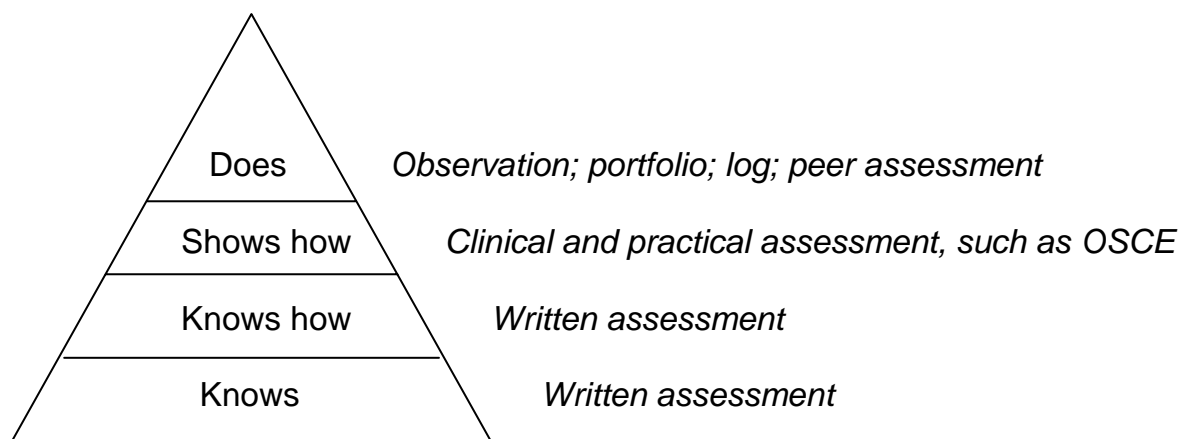 Does Observation; portfolio; log; peer assessment
Shows how Clinical and practical assessment, such as OSCE
Knows how Written assessment
Knows Written assessment